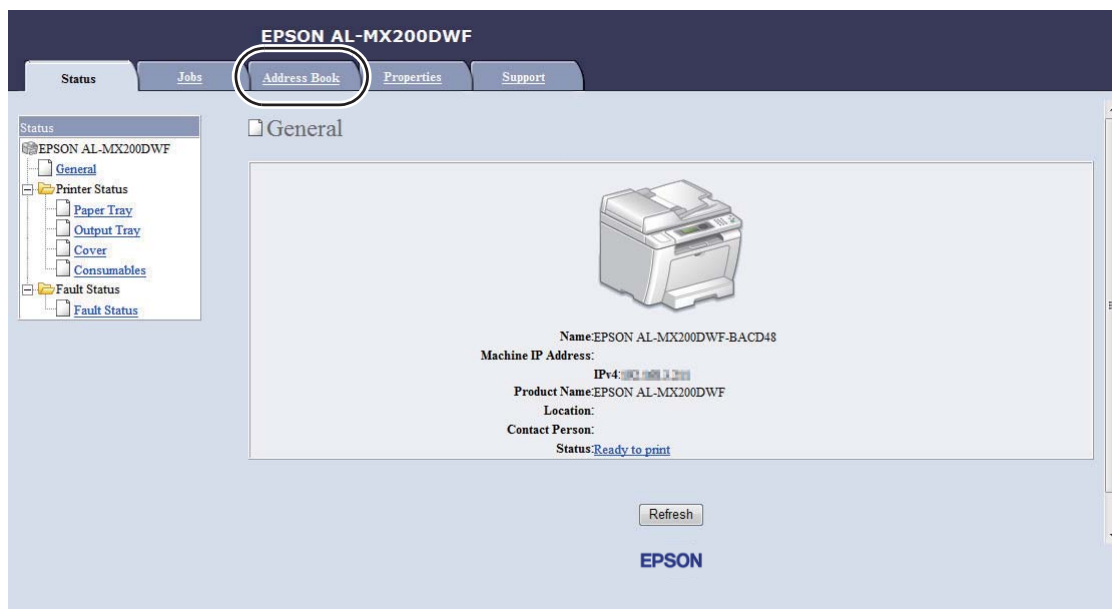 EPSON AL-MX200DWF
Status Jobs Address Book Properties Support
Status
EPSON AL-MX200DWF
General
Printer Status
Paper Tray
Output Tray
Cover
Consumables
Fault Status
Fault Status
General
Name:EPSON AL-MX200DWF-BACD48
Machine IP Address:
IPv4:
Product Name:EPSON AL-MX200DWF
Location:
Contact Person:
Status:Ready to print
Refresh
EPSON